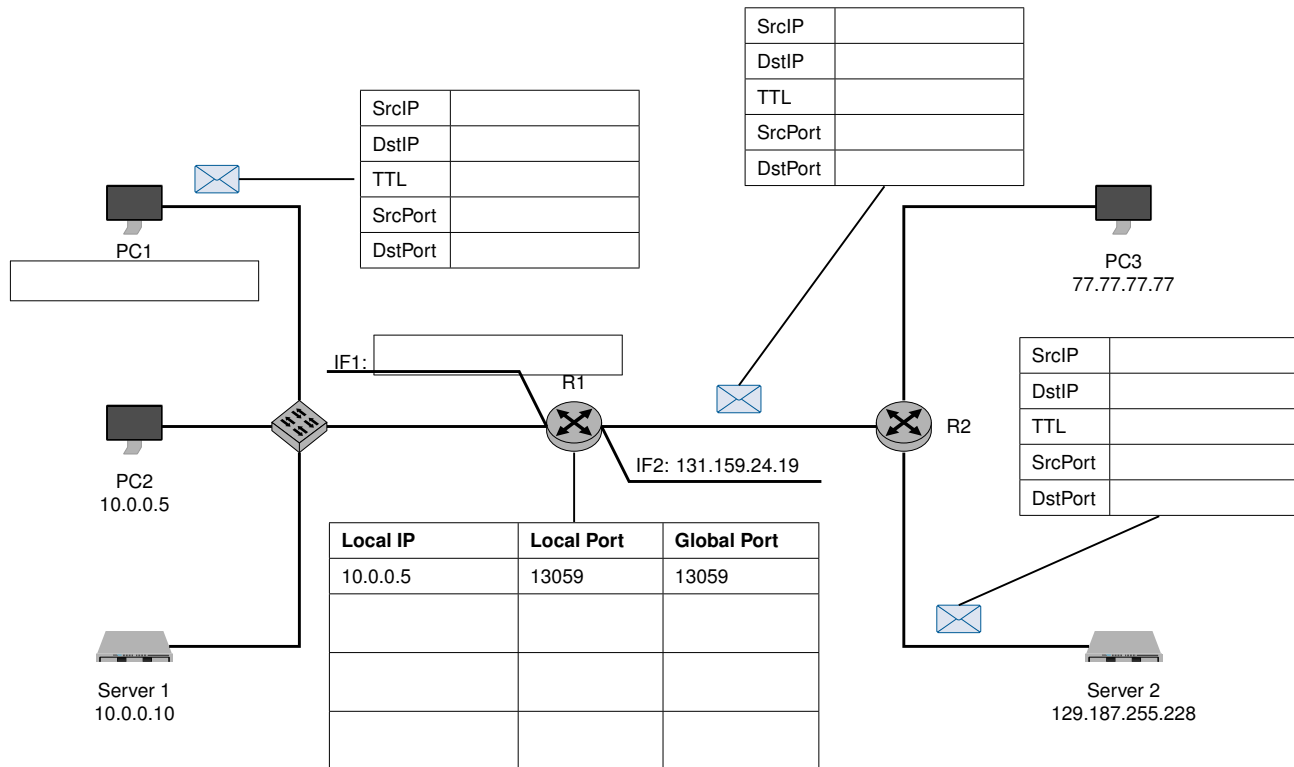 SrcIP
DstIP
TTL
SrcPort
DstPort
SrcIP
DstIP
TTL
SrcPort
DstPort
PC1
PC3
77.77.77.77
IF1:
R1
SrcIP
DstIP
TTL
SrcPort
DstPort
R2
IF2: 131.159.24.19
PC2
10.0.0.5
Local IP Local Port Global Port
10.0.0.5 13059 13059
Server 1
10.0.0.10
Server 2
129.187.255.228